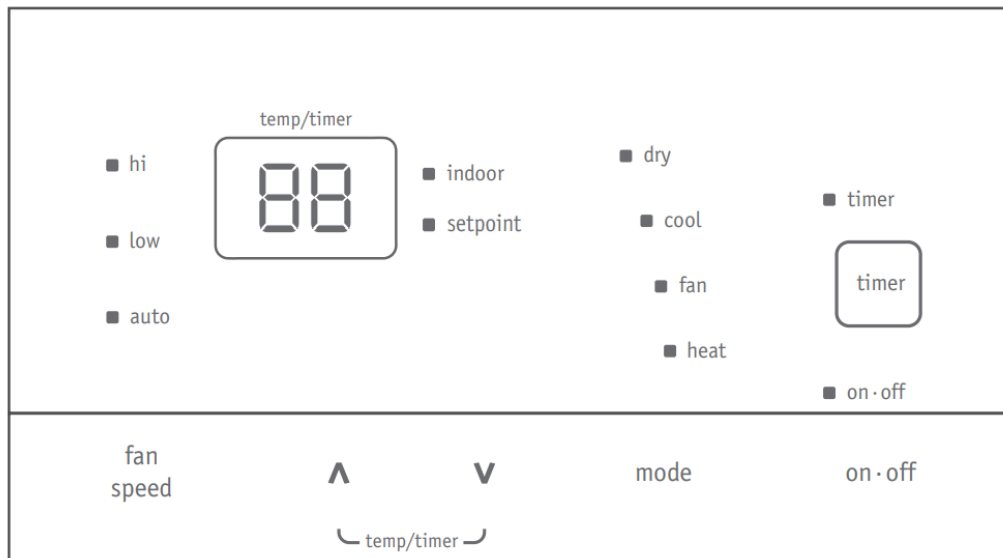 temp/timer
88
hi
low
auto
indoor
setpoint
dry
cool
fan
heat
timer
timer
on·off
fan
speed
∧
∨
temp/timer
mode
on·off